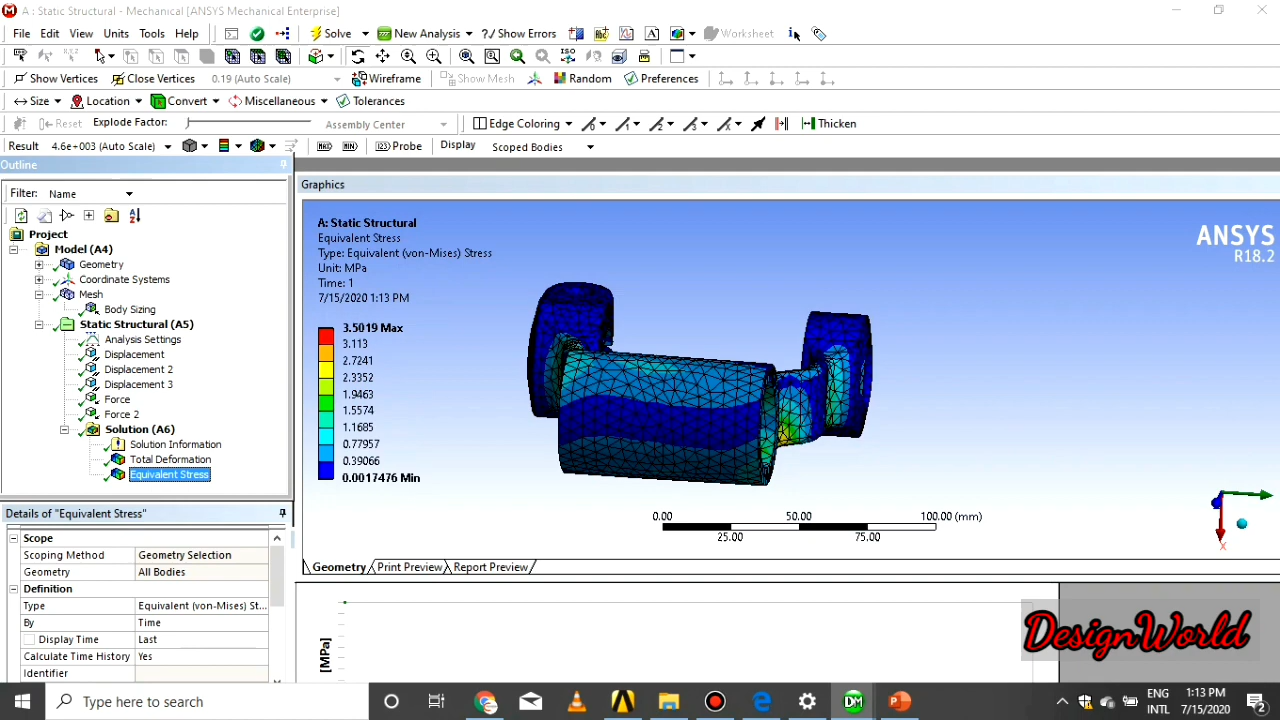 A : Static Structural - Mechanical [ANSYS Mechanical Enterprise]
File Edit View Units Tools Help Solve New Analysis ?/ Show Errors Worksheet
Show Vertices Close Vertices 0.19 (Auto Scale) Wireframe Show Mesh Random Preferences
Size Location Convert Miscellaneous Tolerances
Reset Explode Factor: Assembly Center Edge Coloring Thicken
Result 4.6e+003 (Auto Scale) MAX MIN 123 Probe Display Scoped Bodies
Outline
Filter: Name
Project
Model (A4)
Geometry
Coordinate Systems
Mesh
Body Sizing
Static Structural (A5)
Analysis Settings
Displacement
Displacement 2
Displacement 3
Force
Force 2
Solution (A6)
Solution Information
Total Deformation
Equivalent Stress
Details of "Equivalent Stress"
Scope
Scoping Method Geometry Selection
Geometry All Bodies
Definition
Type Equivalent (von-Mises) St...
By Time
Display Time Last
Calculate Time History Yes
Identifier
Graphics
A: Static Structural
Equivalent Stress
Type: Equivalent (von-Mises) Stress
Unit: MPa
Time: 1
7/15/2020 1:13 PM
3.5019 Max
3.113
2.7241
2.3352
1.9463
1.5574
1.1685
0.77957
0.39066
0.0017476 Min
ANSYS
R18.2
0.00 50.00 100.00 (mm)
25.00 75.00
X
Geometry Print Preview Report Preview
[MPa]
DesignWorld
Type here to search
ENG
INTL
1:13 PM
7/15/2020
2